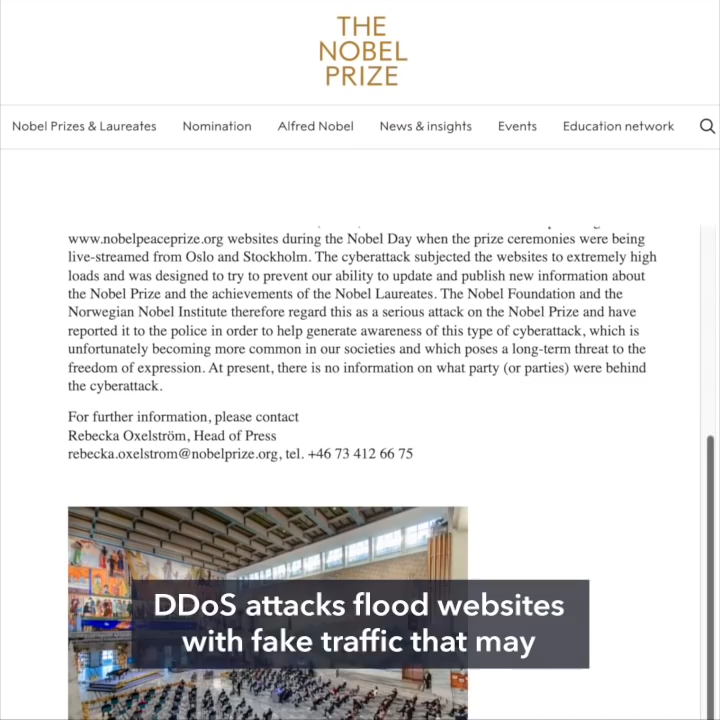 THE
NOBEL
PRIZE
Nobel Prizes & Laureates Nomination Alfred Nobel News & insights Events Education network
www.nobelpeaceprize.org websites during the Nobel Day when the prize ceremonies were being
live-streamed from Oslo and Stockholm. The cyberattack subjected the websites to extremely high
loads and was designed to try to prevent our ability to update and publish new information about
the Nobel Prize and the achievements of the Nobel Laureates. The Nobel Foundation and the
Norwegian Nobel Institute therefore regard this as a serious attack on the Nobel Prize and have
reported it to the police in order to help generate awareness of this type of cyberattack, which is
unfortunately becoming more common in our societies and which poses a long-term threat to the
freedom of expression. At present, there is no information on what party (or parties) were behind
the cyberattack.
For further information, please contact
Rebecka Oxelström, Head of Press
rebecka.oxelstrom@nobelprize.org, tel. +46 73 412 66 75
DDoS attacks flood websites
with fake traffic that may